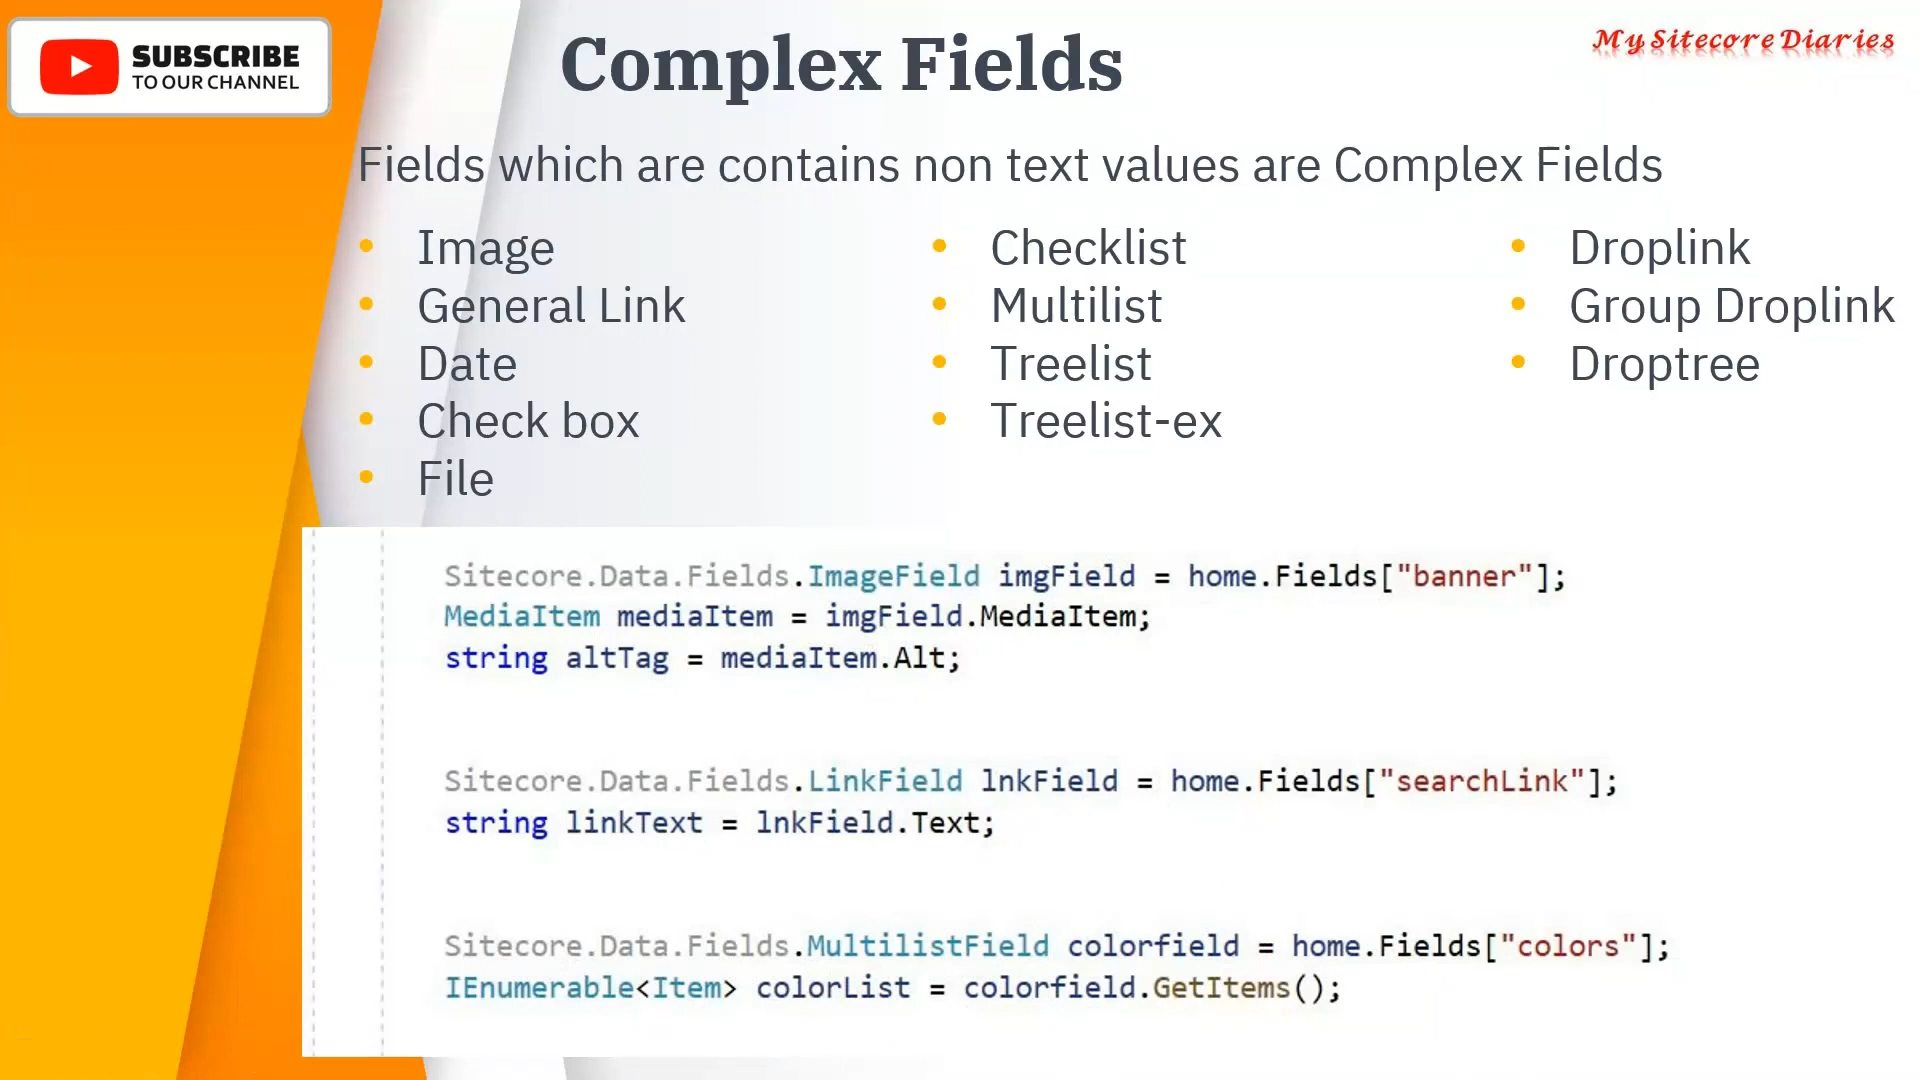 SUBSCRIBE
TO OUR CHANNEL
Complex Fields
My Sitecore Diaries
Fields which are contains non text values are Complex Fields
• Image
• General Link
• Date
• Check box
• File
• Checklist
• Multilist
• Treelist
• Treelist-ex
• Droplink
• Group Droplink
• Droptree
Sitecore.Data.Fields.ImageField imgField = home.Fields["banner"];
MediaItem mediaItem = imgField.MediaItem;
string altTag = mediaItem.Alt;
Sitecore.Data.Fields.LinkField lnkField = home.Fields["searchLink"];
string linkText = lnkField.Text;
Sitecore.Data.Fields.MultilistField colorfield = home.Fields["colors"];
IEnumerable<Item> colorList = colorfield.GetItems();